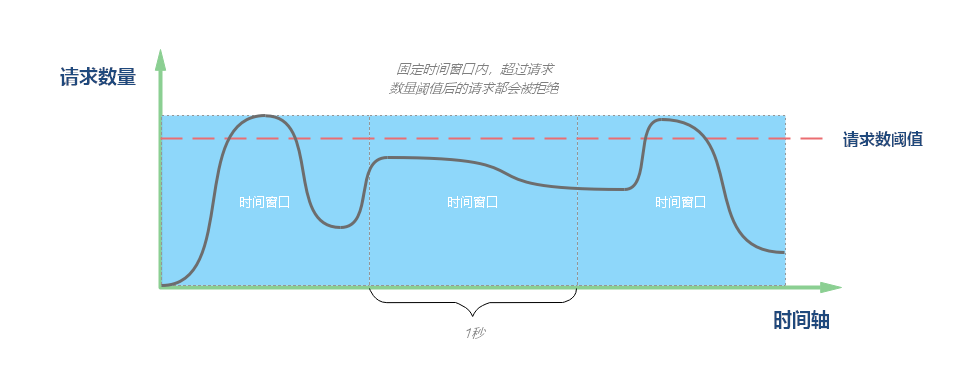 请求数量
固定时间窗口内，超过请求
数量阈值后的请求都会被拒绝
请求数阈值
时间窗口
时间窗口
时间窗口
1秒
时间轴